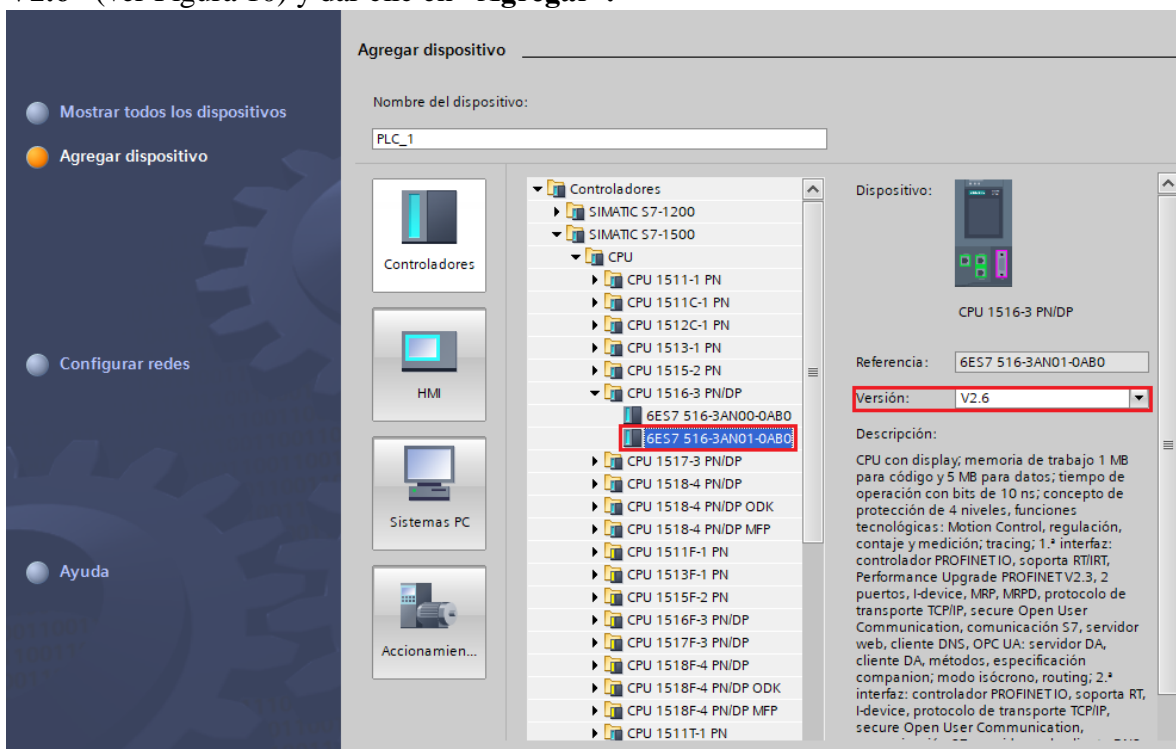 V2.6" (ver Figura 16) y dar clic en "Agregar".
Agregar dispositivo
Mostrar todos los dispositivos
Agregar dispositivo
Configurar redes
Ayuda
Nombre del dispositivo:
PLC_1
Controladores
HMI
Sistemas PC
Accionamien...
Controladores
SIMATIC S7-1200
SIMATIC S7-1500
CPU
CPU 1511-1 PN
CPU 1511C-1 PN
CPU 1512C-1 PN
CPU 1513-1 PN
CPU 1515-2 PN
CPU 1516-3 PN/DP
6ES7 516-3AN00-0AB0
6ES7 516-3AN01-0AB0
CPU 1517-3 PN/DP
CPU 1518-4 PN/DP
CPU 1518-4 PN/DP ODK
CPU 1518-4 PN/DP MFP
CPU 1511F-1 PN
CPU 1513F-1 PN
CPU 1515F-2 PN
CPU 1516F-3 PN/DP
CPU 1517F-3 PN/DP
CPU 1518F-4 PN/DP
CPU 1518F-4 PN/DP ODK
CPU 1518F-4 PN/DP MFP
CPU 1511T-1 PN
Dispositivo:
CPU 1516-3 PN/DP
Referencia:
6ES7 516-3AN01-0AB0
Versión:
V2.6
Descripción:
CPU con display; memoria de trabajo 1 MB
para código y 5 MB para datos; tiempo de
operación con bits de 10 ns; concepto de
protección de 4 niveles, funciones
tecnológicas: Motion Control, regulación,
contaje y medición; tracing; 1.ª interfaz:
controlador PROFINET IO, soporta RT/IRT,
Performance Upgrade PROFINET V2.3, 2
puertos, I-device, MRP, MRPD, protocolo de
transporte TCP/IP, secure Open User
Communication, comunicación S7, servidor
web, cliente DNS, OPC UA: servidor DA,
cliente DA, métodos, especificación
companion; modo isócrono, routing; 2.ª
interfaz: controlador PROFINET IO, soporta RT,
I-device, protocolo de transporte TCP/IP,
secure Open User Communication,